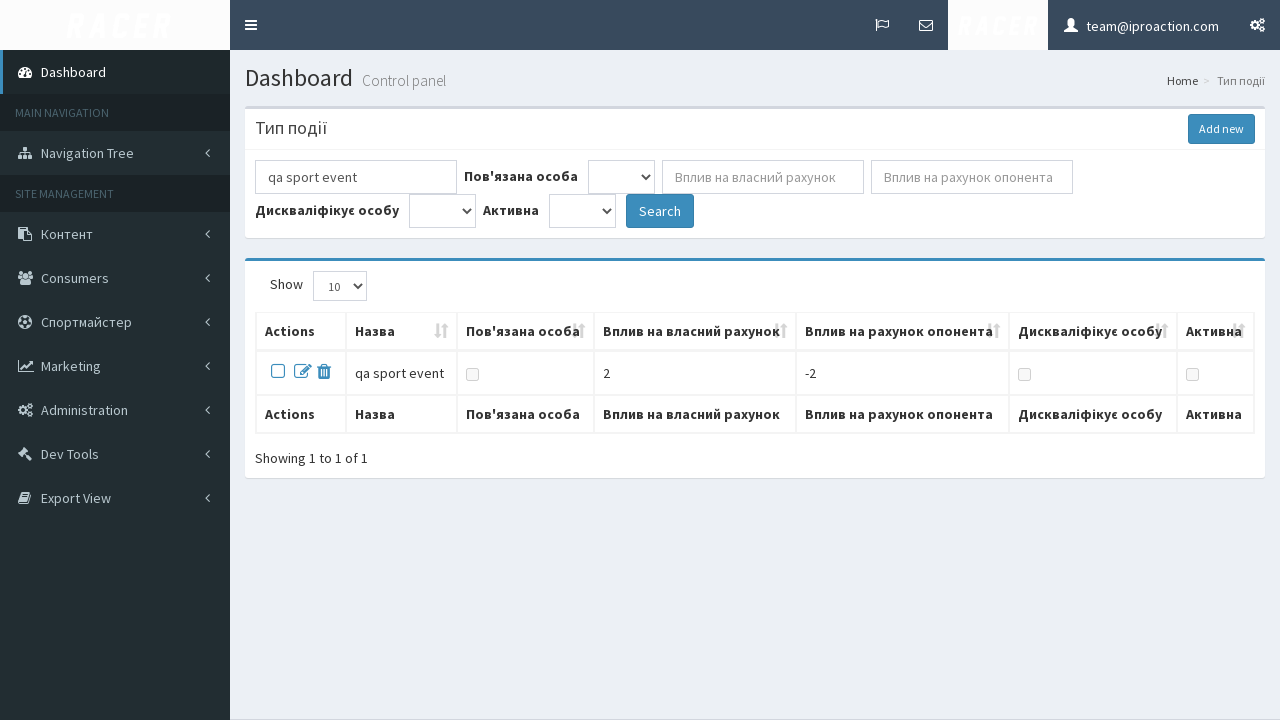 RACER
RACER
team@iproaction.com
Dashboard
MAIN NAVIGATION
Navigation Tree
SITE MANAGEMENT
Контент
Consumers
Спортмайстер
Marketing
Administration
Dev Tools
Export View
Dashboard Control panel
Home > Тип події
Тип події
Add new
qa sport event Пов'язана особа Вплив на власний рахунок Вплив на рахунок опонента
Дискваліфікує особу Активна Search
Show 10
Actions Назва Пов'язана особа Вплив на власний рахунок Вплив на рахунок опонента Дискваліфікує особу Активна
qa sport event 2 -2
Actions Назва Пов'язана особа Вплив на власний рахунок Вплив на рахунок опонента Дискваліфікує особу Активна
Showing 1 to 1 of 1